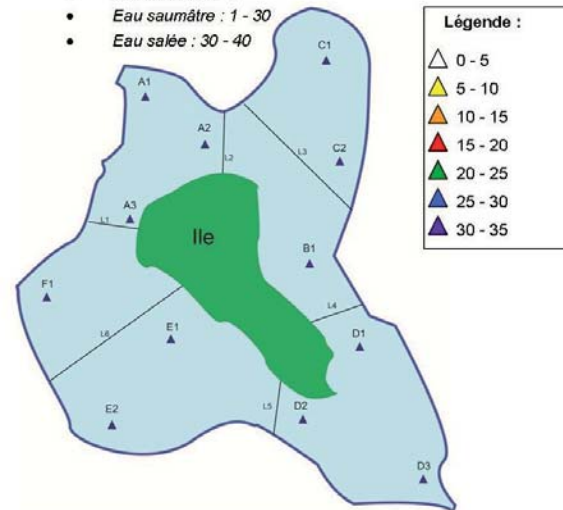 • Eau saumâtre : 1 - 30
• Eau salée : 30 - 40
Légende :
0 - 5
5 - 10
10 - 15
15 - 20
20 - 25
25 - 30
30 - 35
C1
A1
A2
L2
L3
C2
A3
L1
Ile
B1
F1
L4
E1
D1
L6
L5
D2
E2
D3